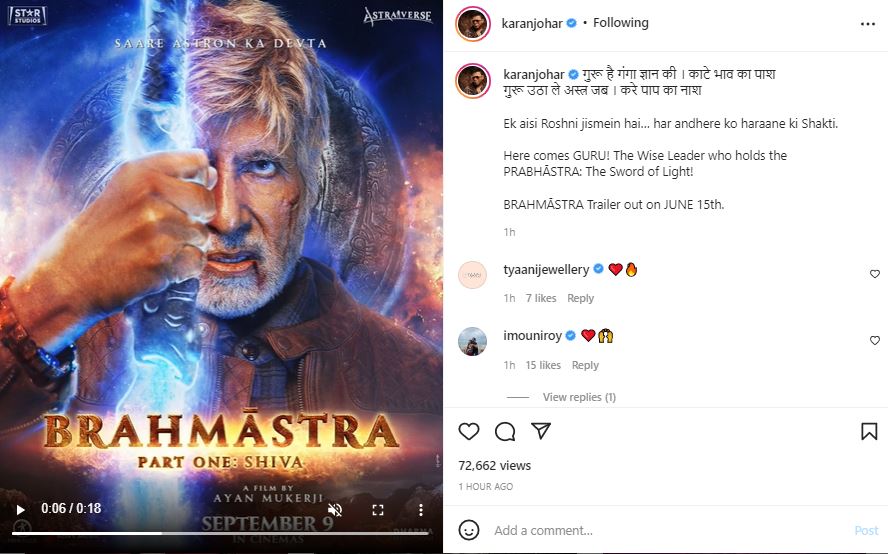 STAR
STUDIOS
ASTRAVERSE
SAARE ASTRON KA DEVTA
BRAHMĀSTRA
PART ONE: SHIVA
A FILM BY
AYAN MUKERJI
SEPTEMBER 9
IN CINEMAS
DHARMA
0:06 / 0:18
karanjohar • Following
karanjohar गुरू है गंगा ज्ञान की । काटे भाव का पाश
गुरू उठा ले अस्त्र जब । करे पाप का नाश
Ek aisi Roshni jismein hai... har andhere ko haraane ki Shakti.
Here comes GURU! The Wise Leader who holds the
PRABHĀSTRA: The Sword of Light!
BRAHMĀSTRA Trailer out on JUNE 15th.
1h
tyaanijewellery
1h 7 likes Reply
imouniroy
1h 15 likes Reply
View replies (1)
72,662 views
1 HOUR AGO
Add a comment...
Post